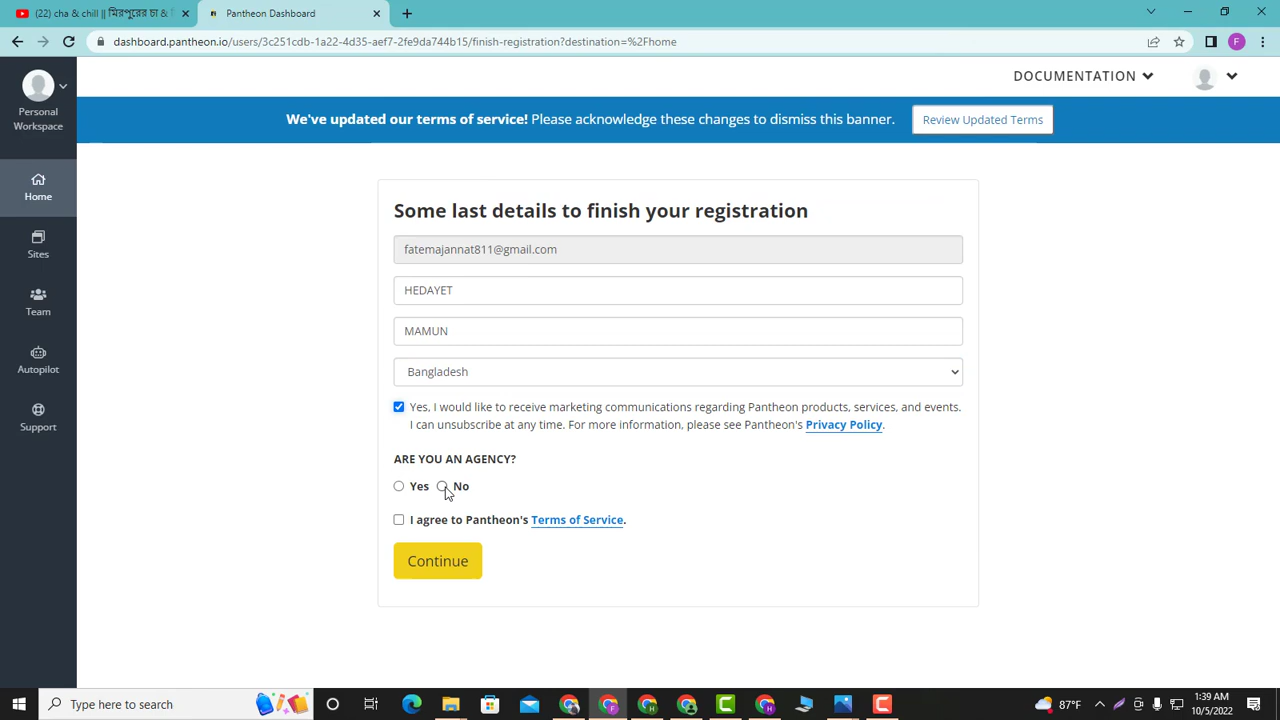 (22) cha & chill || মিরপুরের চা &
Pantheon Dashboard
dashboard.pantheon.io/users/3c251cdb-1a22-4d35-aef7-2fe9da744b15/finish-registration?destination=%2Fhome
F
DOCUMENTATION
Personal
Workspace
We've updated our terms of service! Please acknowledge these changes to dismiss this banner.
Review Updated Terms
Home
Sites
Team
Autopilot
Support
Some last details to finish your registration
fatemajannat811@gmail.com
HEDAYET
MAMUN
Bangladesh
Yes, I would like to receive marketing communications regarding Pantheon products, services, and events.
I can unsubscribe at any time. For more information, please see Pantheon's Privacy Policy.
ARE YOU AN AGENCY?
Yes No
I agree to Pantheon's Terms of Service.
Continue
Type here to search
87°F
1:39 AM
10/5/2022